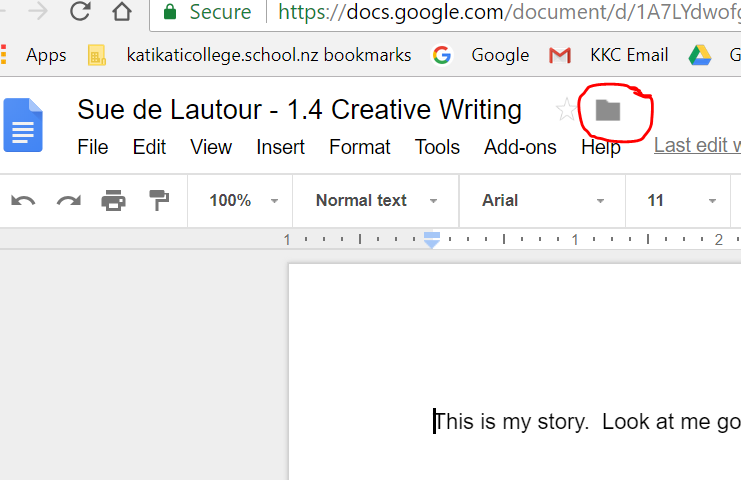 Secure https://docs.google.com/document/d/1A7LYdwofg
Apps katikaticollege.school.nz bookmarks Google KKC Email G
Sue de Lautour - 1.4 Creative Writing
File Edit View Insert Format Tools Add-ons Help Last edit w
100% Normal text Arial 11
1 1 2
This is my story. Look at me go